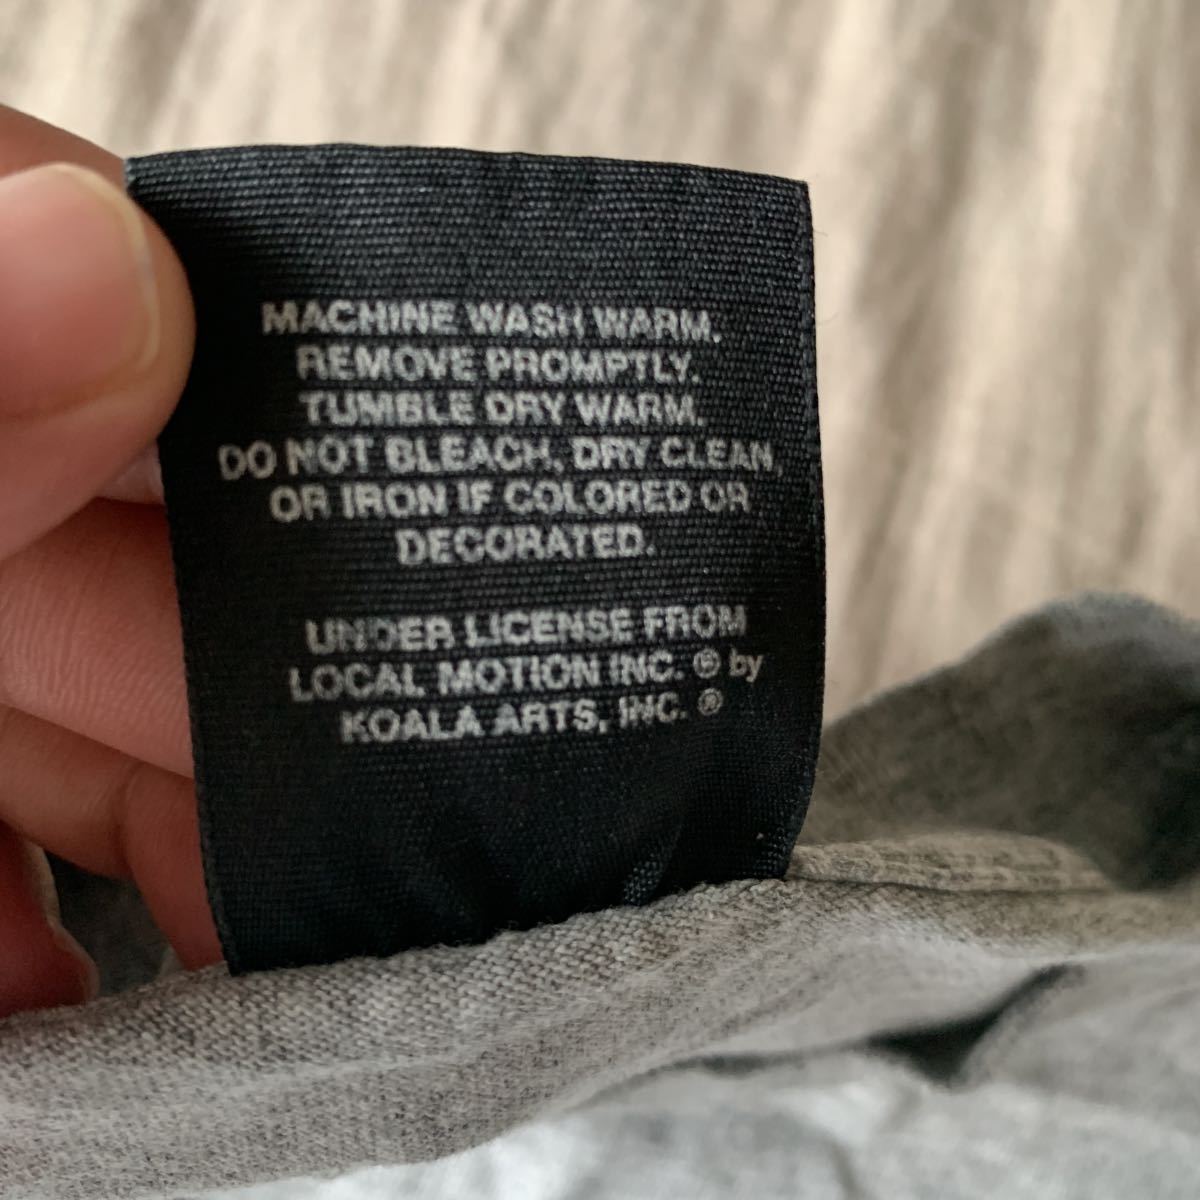 MACHINE WASH WARM.
REMOVE PROMPTLY.
TUMBLE DRY WARM.
DO NOT BLEACH, DRY CLEAN,
OR IRON IF COLORED OR
DECORATED.
UNDER LICENSE FROM
LOCAL MOTION INC. ® by
KOALA ARTS, INC. ®